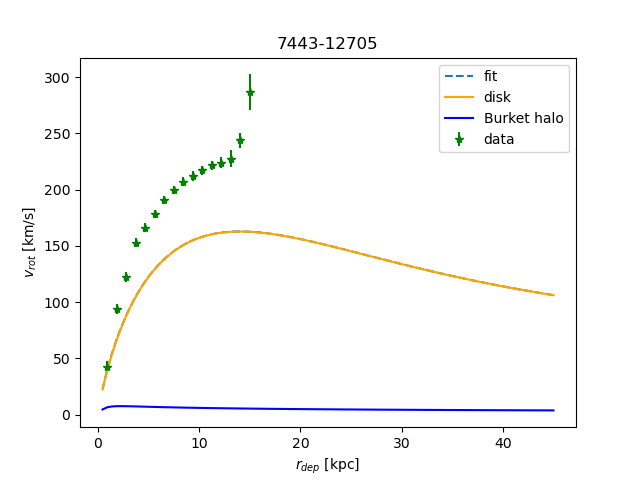 7443-12705
fit
disk
Burket halo
data
300
250
200
150
100
50
0
v_rot [km/s]
0 10 20 30 40
r_dep [kpc]